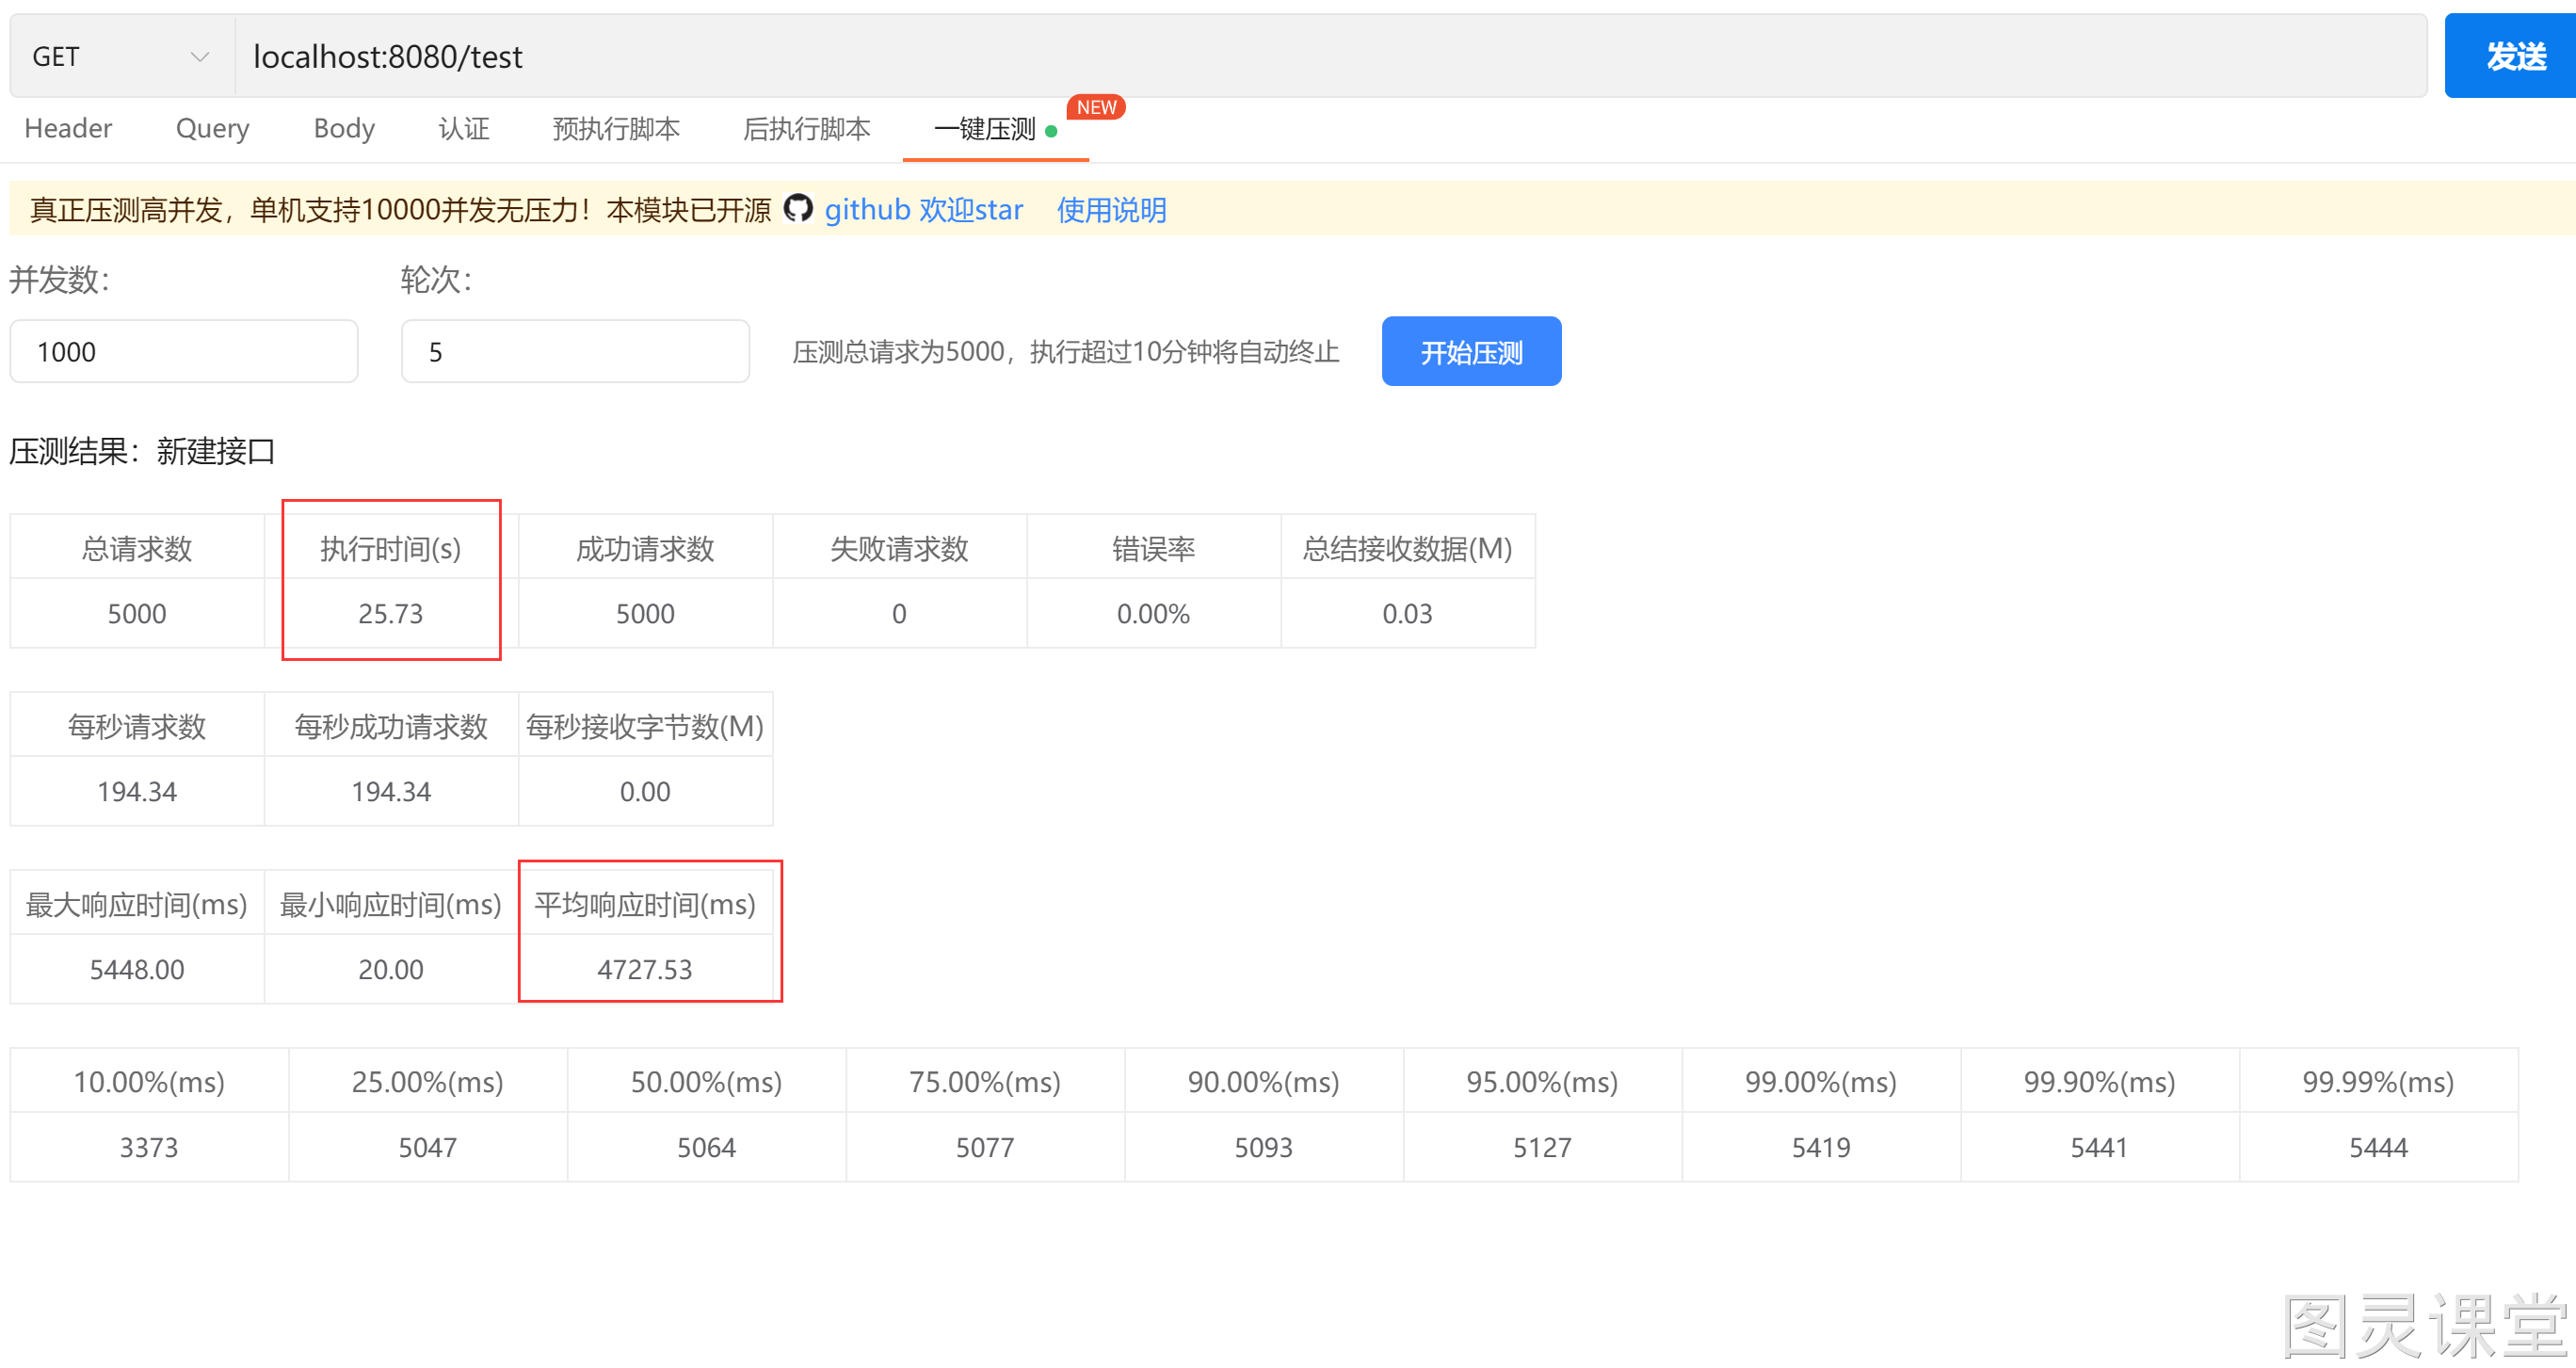 GET localhost:8080/test 发送
Header Query Body 认证 预执行脚本 后执行脚本 一键压测 NEW
真正压测高并发，单机支持10000并发无压力！本模块已开源 github 欢迎star 使用说明
并发数： 轮次：
1000 5 压测总请求为5000，执行超过10分钟将自动终止 开始压测
压测结果：新建接口
总请求数 执行时间(s) 成功请求数 失败请求数 错误率 总结接收数据(M)
5000 25.73 5000 0 0.00% 0.03
每秒请求数 每秒成功请求数 每秒接收字节数(M)
194.34 194.34 0.00
最大响应时间(ms) 最小响应时间(ms) 平均响应时间(ms)
5448.00 20.00 4727.53
10.00%(ms) 25.00%(ms) 50.00%(ms) 75.00%(ms) 90.00%(ms) 95.00%(ms) 99.00%(ms) 99.90%(ms) 99.99%(ms)
3373 5047 5064 5077 5093 5127 5419 5441 5444
图灵课堂